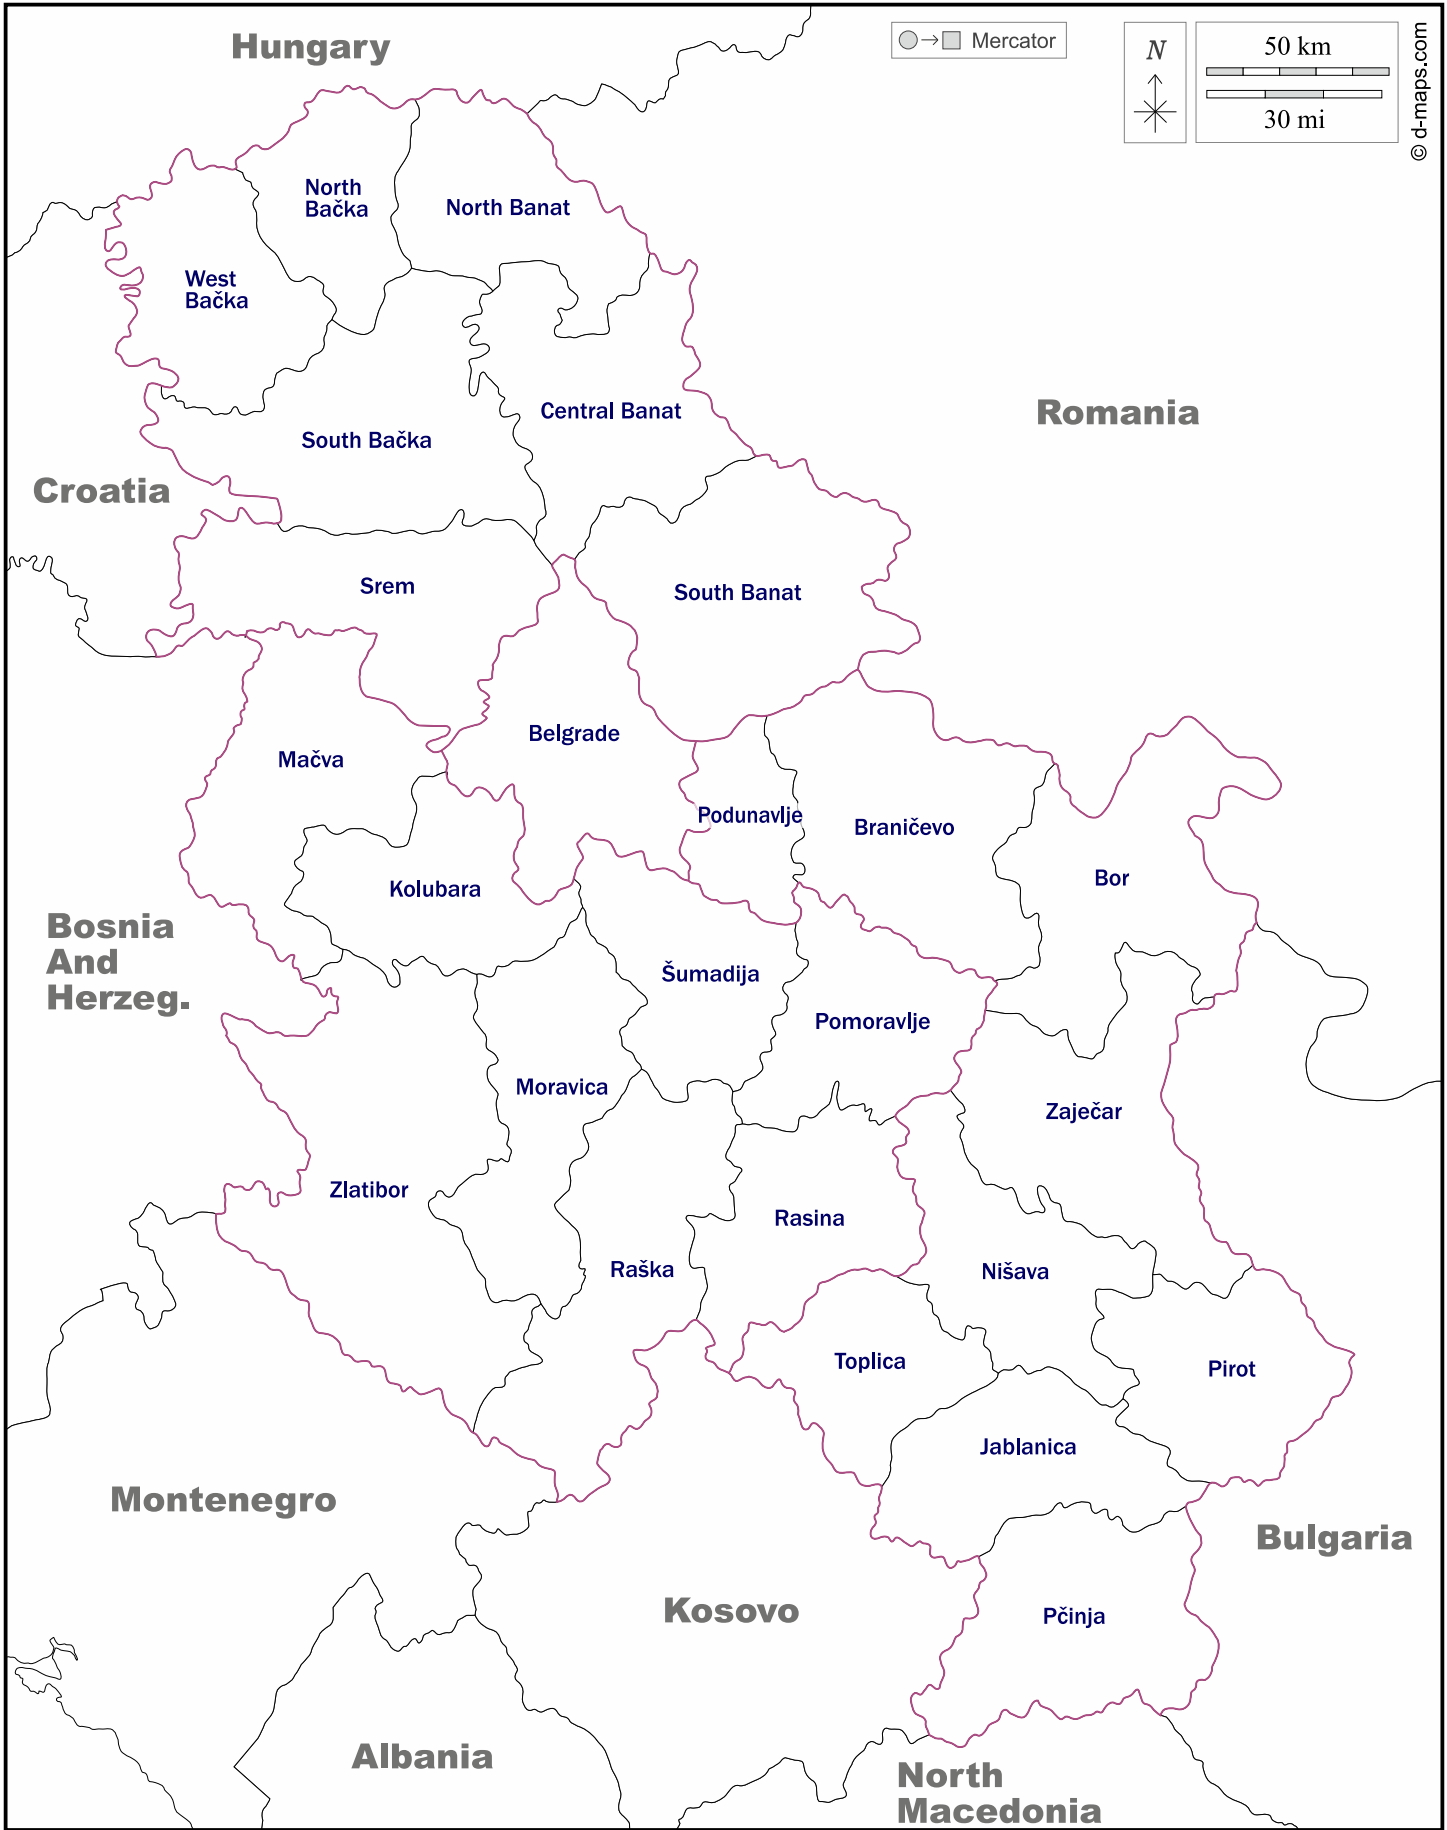 Hungary
Mercator
N
50 km
30 mi
© d-maps.com
North
Bačka
North Banat
West
Bačka
Romania
Central Banat
South Bačka
Croatia
Srem
South Banat
Belgrade
Mačva
Podunavlje
Braničevo
Bor
Kolubara
Bosnia
And
Herzeg.
Šumadija
Pomoravlje
Moravica
Zaječar
Zlatibor
Rasina
Raška
Nišava
Toplica
Pirot
Jablanica
Montenegro
Bulgaria
Kosovo
Pčinja
Albania
North
Macedonia